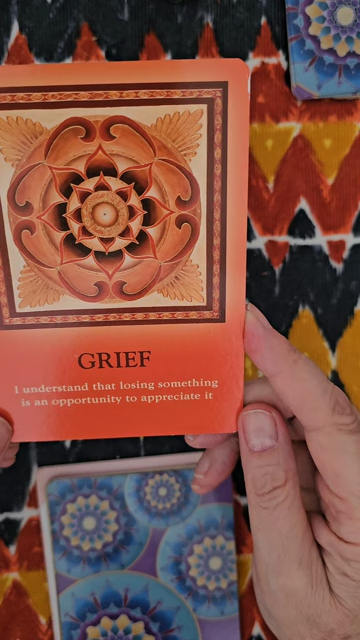 GRIEF
I understand that losing something
is an opportunity to appreciate it